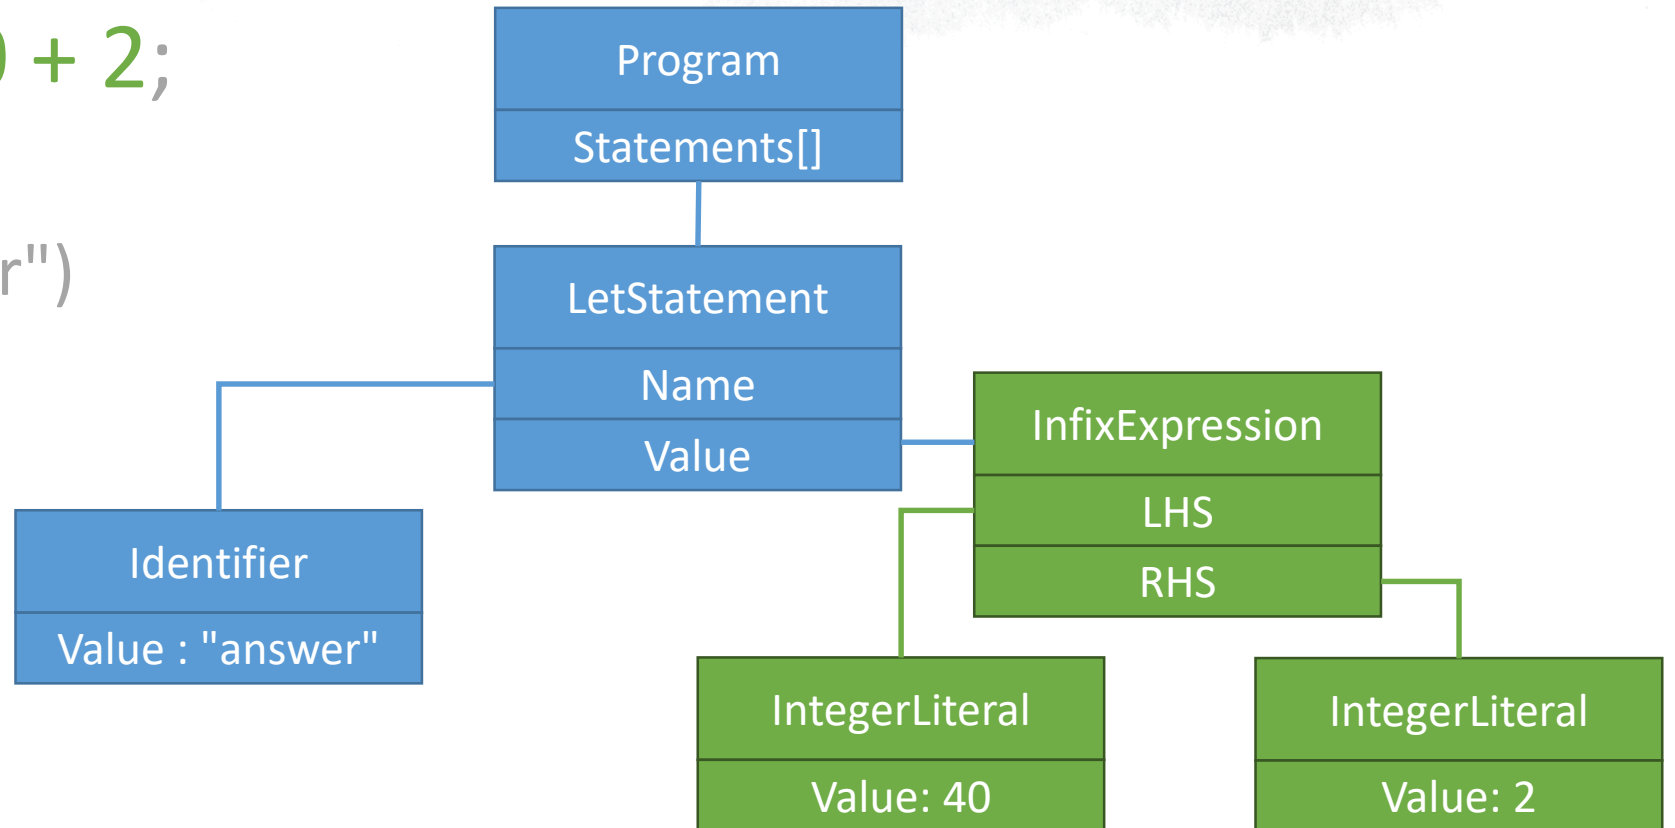 + 2;
r")
Program
Statements[]
LetStatement
Name
Value
InfixExpression
LHS
RHS
Identifier
Value : "answer"
IntegerLiteral
Value: 40
IntegerLiteral
Value: 2